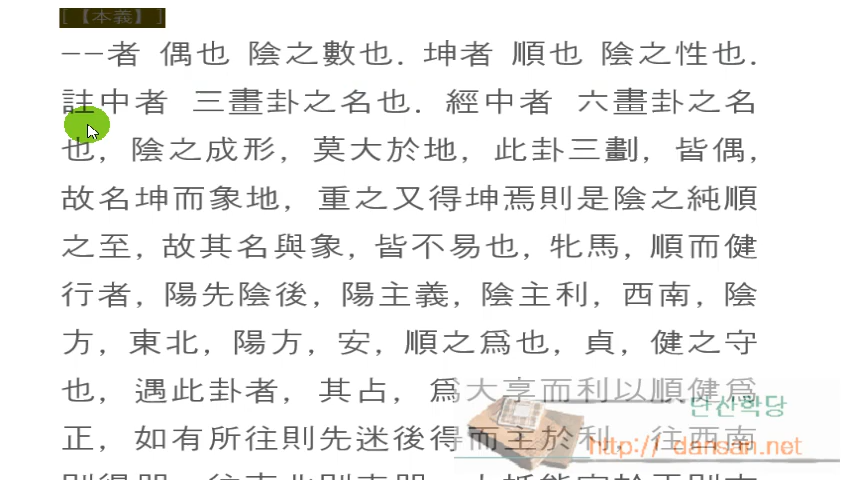 [ 【本義】 ]
--者 偶也 陰之數也. 坤者 順也 陰之性也.
註中者 三畫卦之名也. 經中者 六畫卦之名
也, 陰之成形, 莫大於地, 此卦三劃, 皆偶,
故名坤而象地, 重之又得坤焉則是陰之純順
之至, 故其名與象, 皆不易也, 牝馬, 順而健
行者, 陽先陰後, 陽主義, 陰主利, 西南, 陰
方, 東北, 陽方, 安, 順之爲也, 貞, 健之守
也, 遇此卦者, 其占, 爲大亨而利以順健爲
단산학당
正, 如有所往則先迷後得而主於利, 往西南
http:// dansan.net